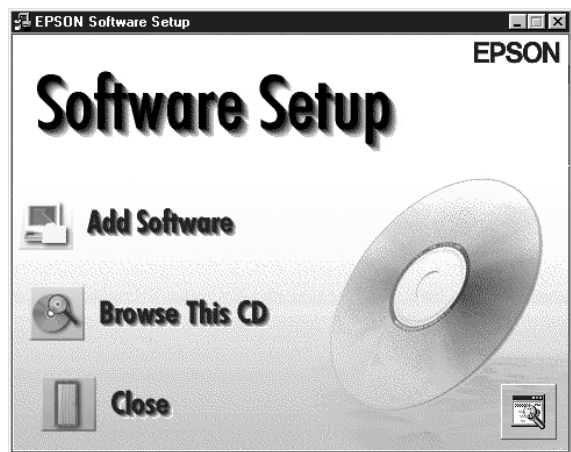 EPSON Software Setup
EPSON
Software Setup
Add Software
Browse This CD
Close